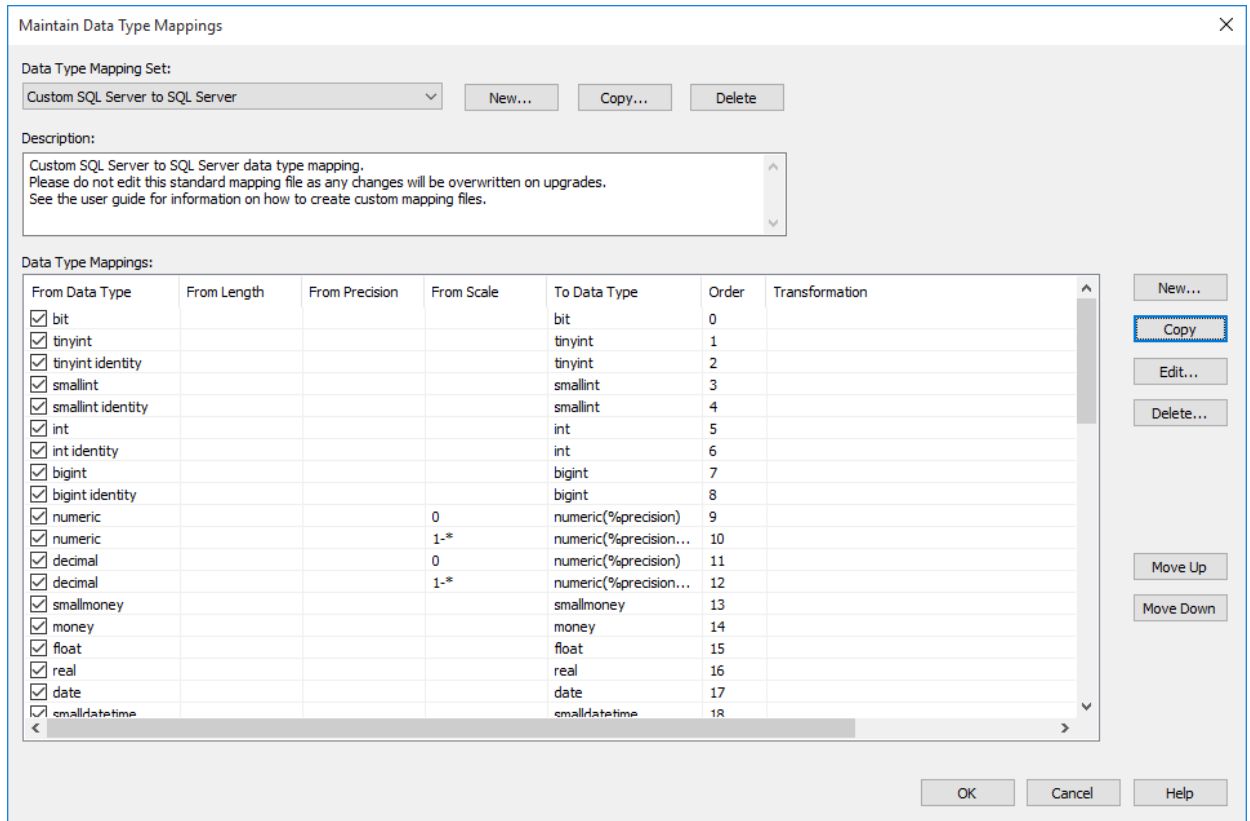 Maintain Data Type Mappings
Data Type Mapping Set:
Custom SQL Server to SQL Server New... Copy... Delete
Description:
Custom SQL Server to SQL Server data type mapping.
Please do not edit this standard mapping file as any changes will be overwritten on upgrades.
See the user guide for information on how to create custom mapping files.
Data Type Mappings:
From Data Type From Length From Precision From Scale To Data Type Order Transformation
bit bit 0
tinyint tinyint 1
tinyint identity tinyint 2
smallint smallint 3
smallint identity smallint 4
int int 5
int identity int 6
bigint bigint 7
bigint identity bigint 8
numeric 0 numeric(%precision) 9
numeric 1-* numeric(%precision... 10
decimal 0 numeric(%precision) 11
decimal 1-* numeric(%precision... 12
smallmoney smallmoney 13
money money 14
float float 15
real real 16
date date 17
smalldatetime smalldatetime 18
New...
Copy
Edit...
Delete...
Move Up
Move Down
OK Cancel Help